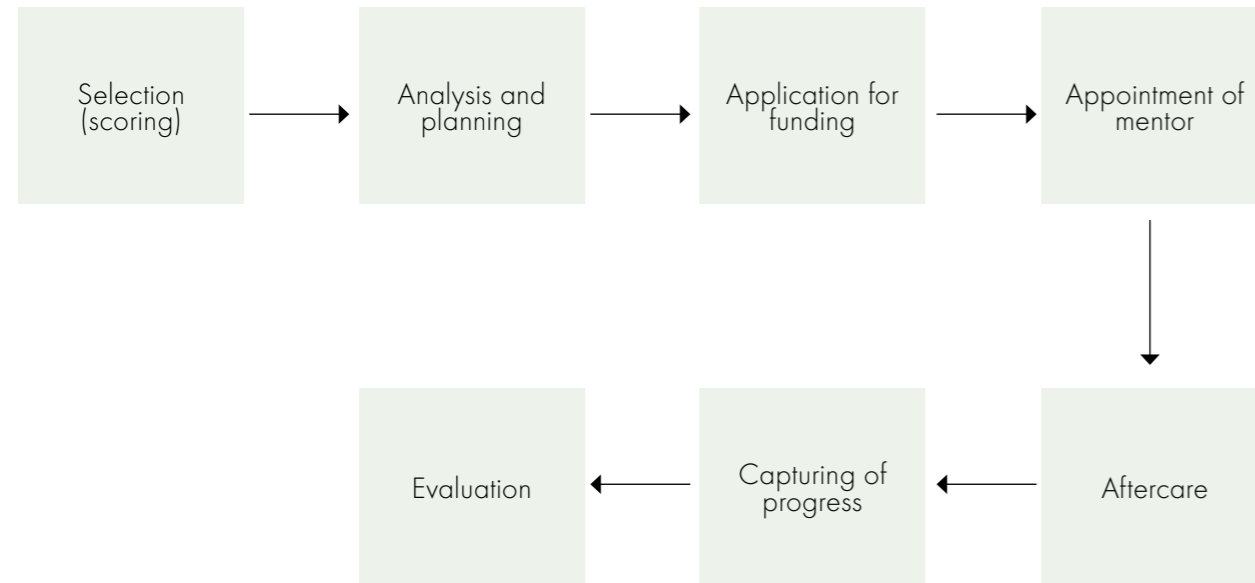 Selection
(scoring)
Analysis and
planning
Application for
funding
Appointment of
mentor
Aftercare
Capturing of
progress
Evaluation